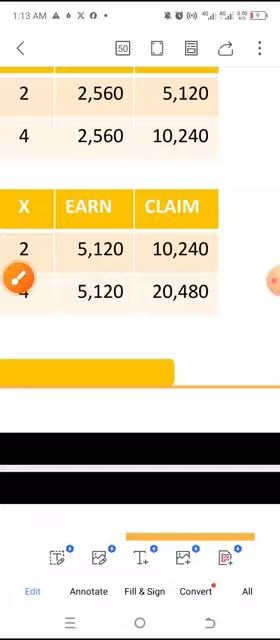 1:13 AM
50
2 2,560 5,120
4 2,560 10,240
X EARN CLAIM
2 5,120 10,240
4 5,120 20,480
Edit Annotate Fill & Sign Convert All